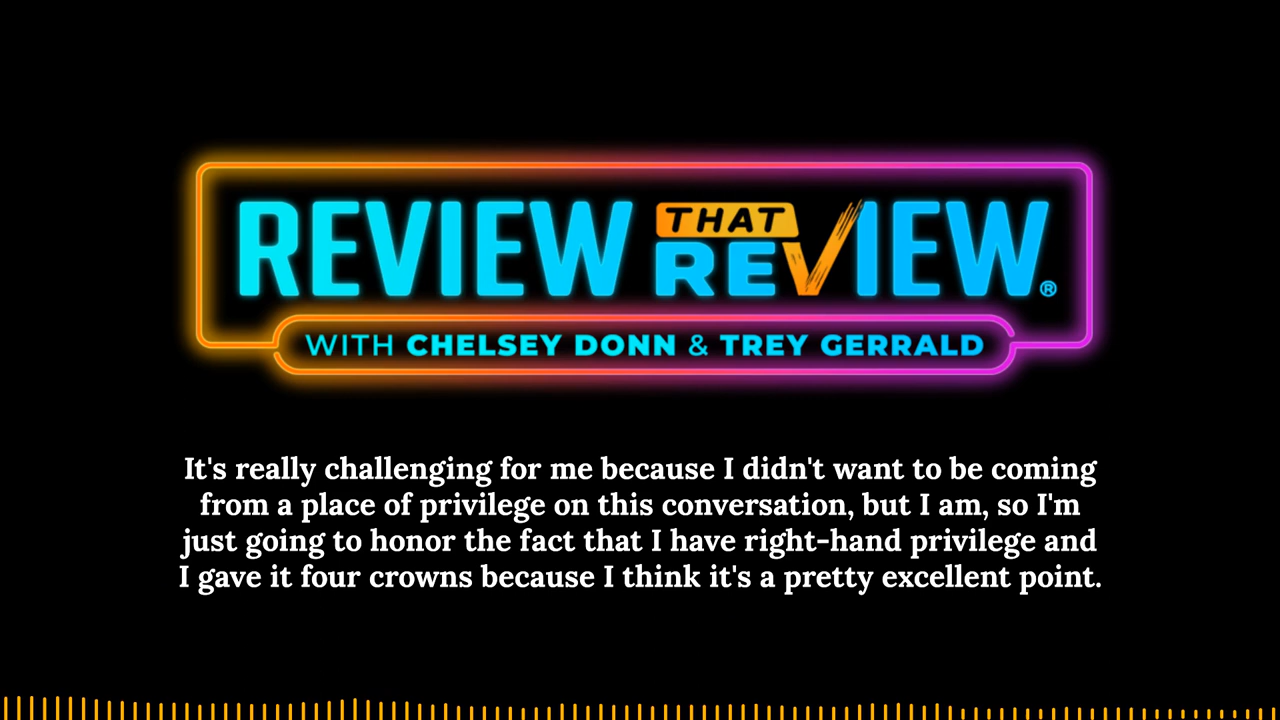 REVIEW THAT REVIEW®
WITH CHELSEY DONN & TREY GERRALD
It's really challenging for me because I didn't want to be coming
from a place of privilege on this conversation, but I am, so I'm
just going to honor the fact that I have right-hand privilege and
I gave it four crowns because I think it's a pretty excellent point.